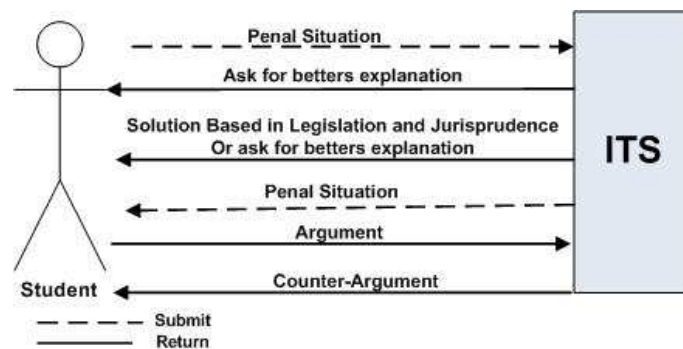 Penal Situation
Ask for betters explanation
Solution Based in Legislation and Jurisprudence
Or ask for betters explanation
ITS
Penal Situation
Argument
Counter-Argument
Student
Submit
Return